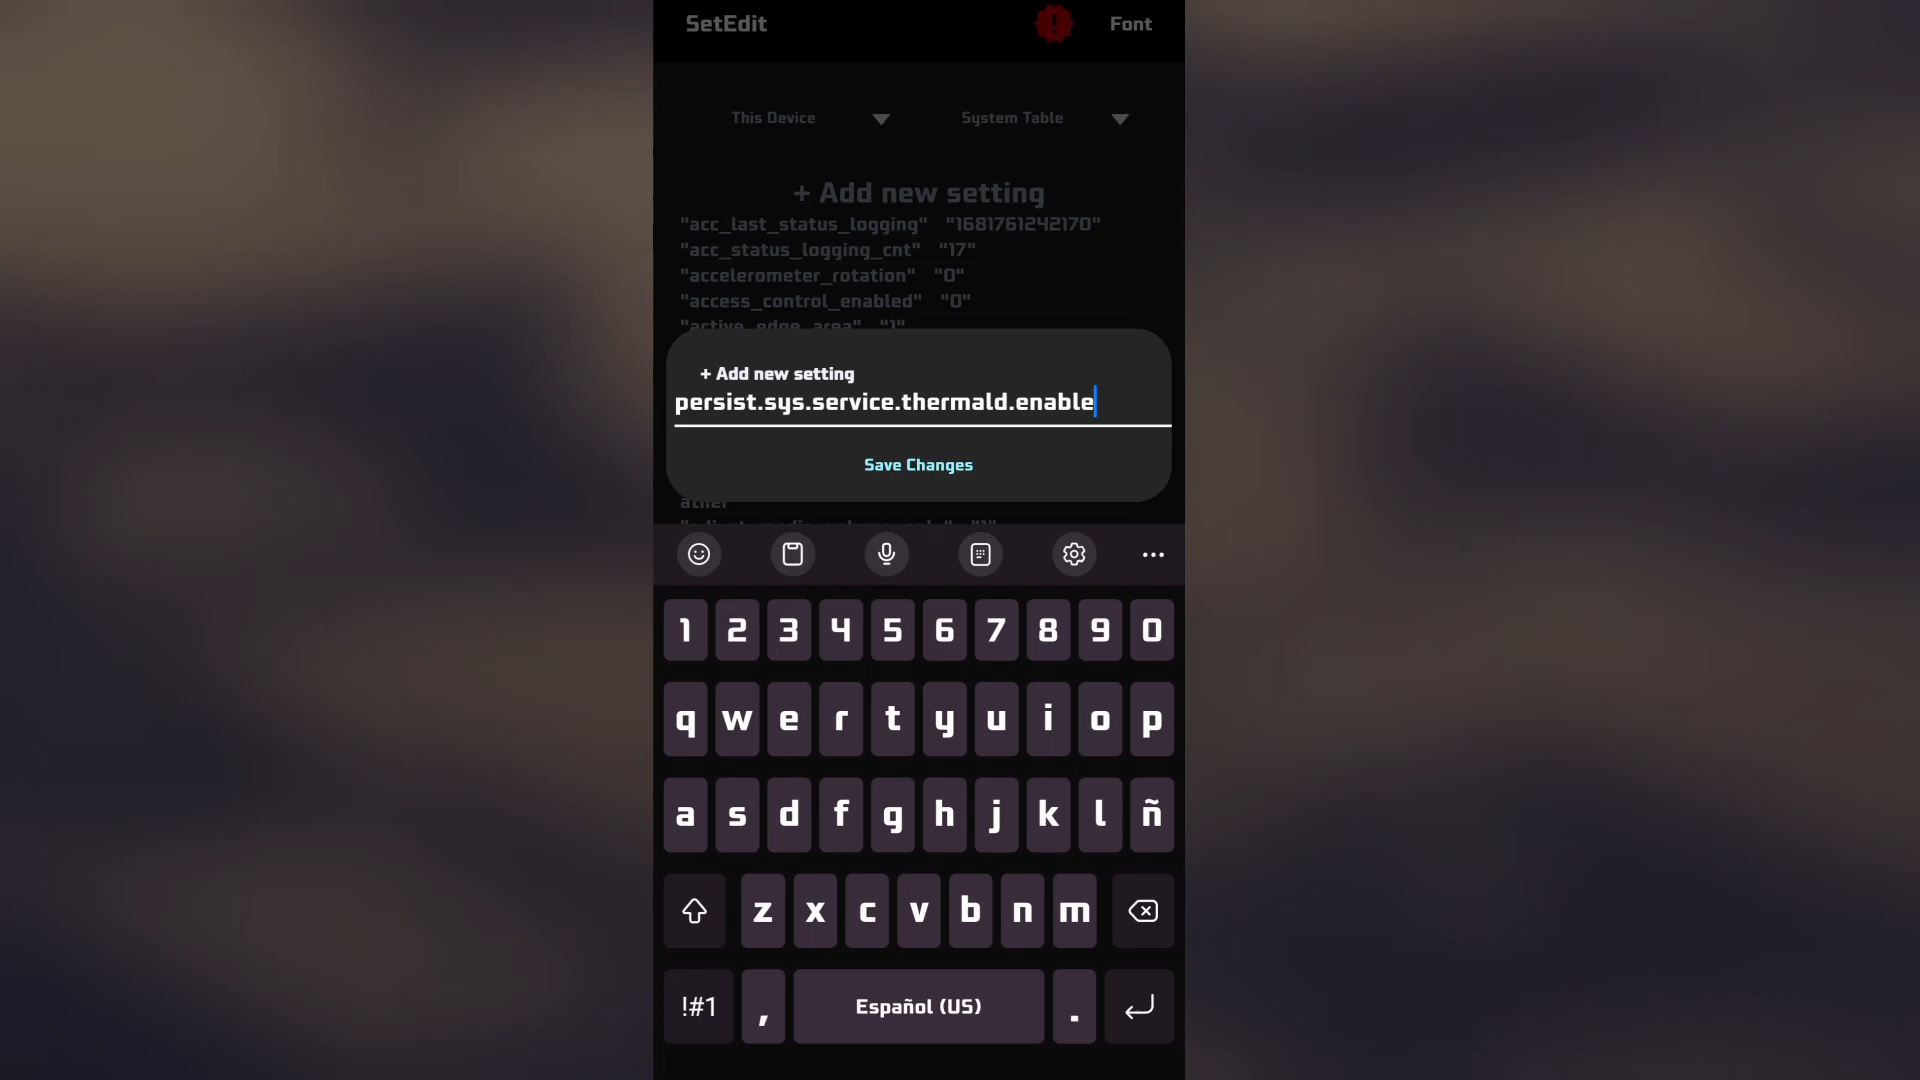 SetEdit
Font
This Device
System Table
+ Add new setting
"acc_last_status_logging" "1681761242170"
"acc_status_logging_cnt" "17"
"accelerometer_rotation" "0"
"access_control_enabled" "0"
"active_edge_area" "1"
+ Add new setting
persist.sys.service.thermald.enable
Save Changes
1 2 3 4 5 6 7 8 9 0
q w e r t y u i o p
a s d f g h j k l ñ
z x c v b n m
!#1 , Español (US) .